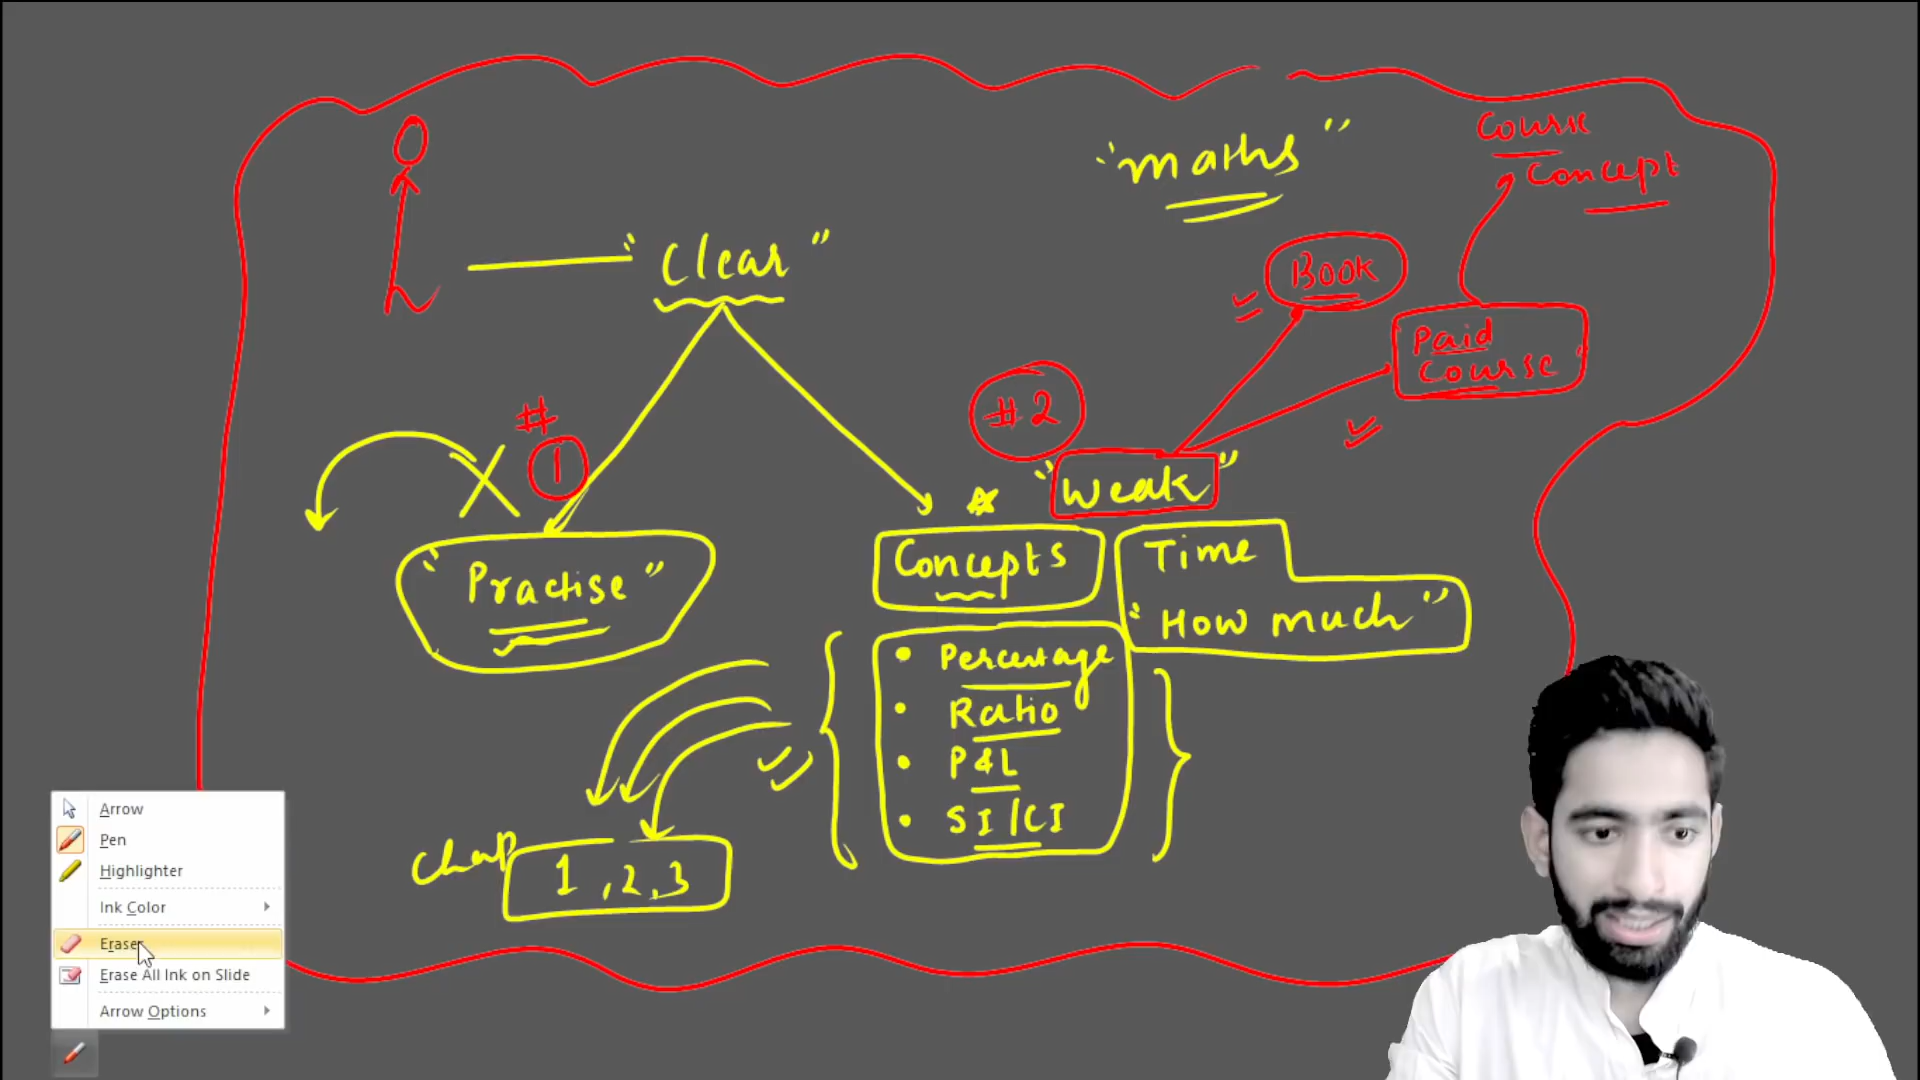 "maths"
Course
Concept
"Clear"
Book
Paid
Course
#
1
#2
"Weak"
"Practise"
Concepts
Time
"How much"
• Percentage
• Ratio
• P&L
• SI/CI
Chap
1, 2, 3
Arrow
Pen
Highlighter
Ink Color
Eraser
Erase All Ink on Slide
Arrow Options